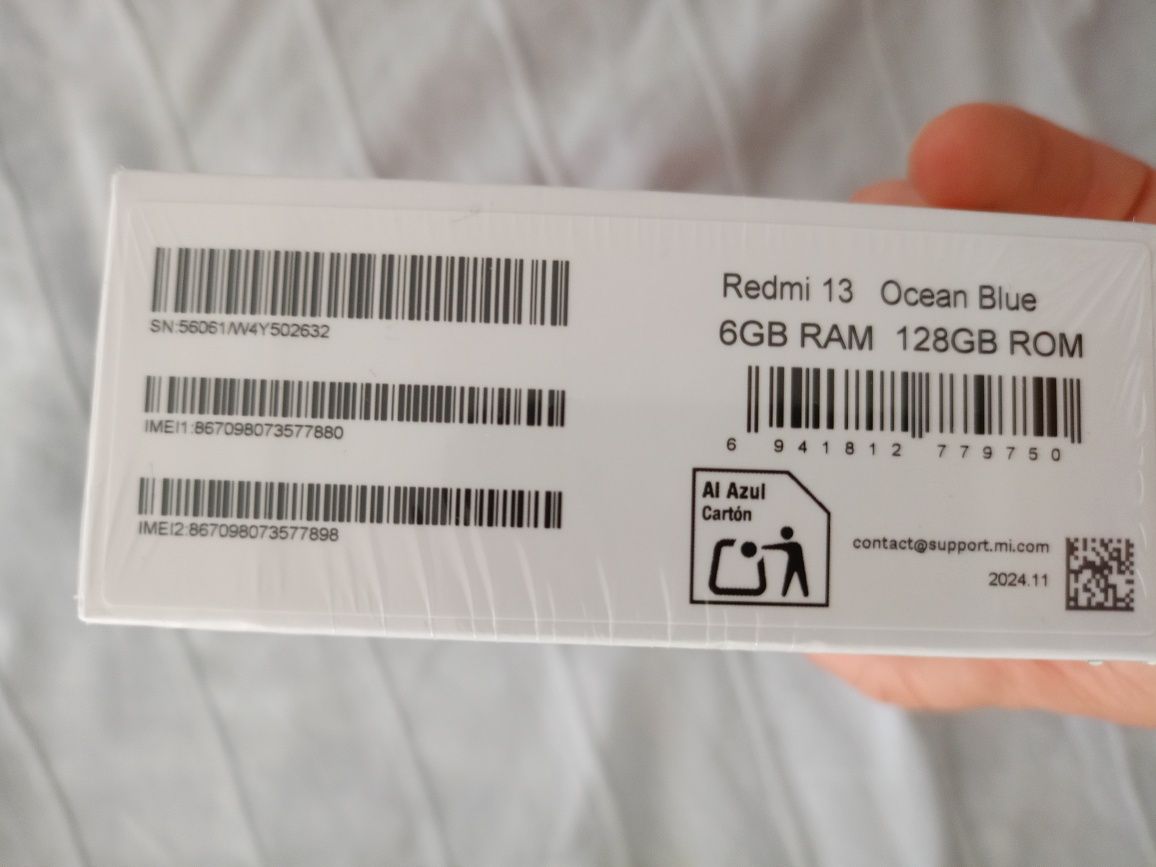 SN:56061/W4Y502632
IMEI1:867098073577880
IMEI2:867098073577898
Redmi 13 Ocean Blue
6GB RAM 128GB ROM
6 941812 779750
Al Azul
Cartón
contact@support.mi.com
2024.11